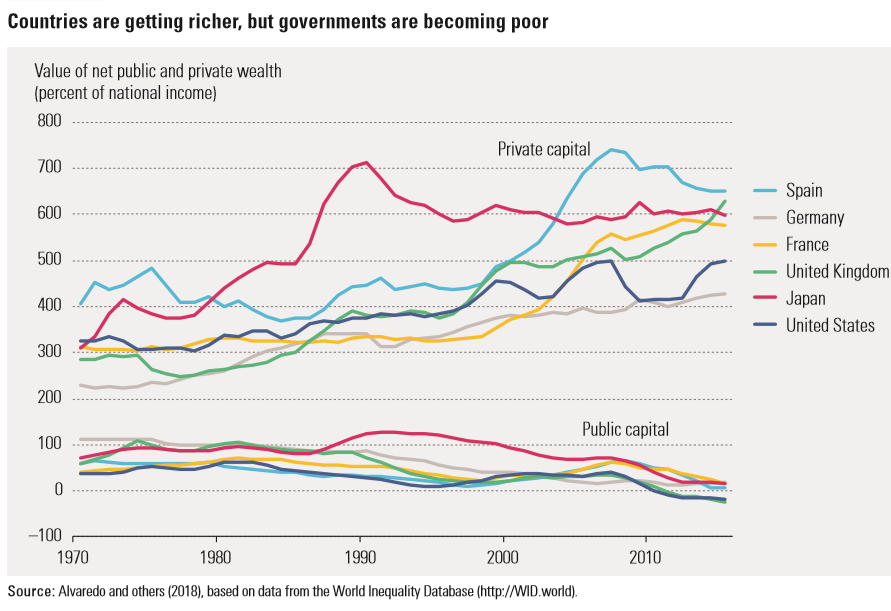 Countries are getting richer, but governments are becoming poor
Value of net public and private wealth
(percent of national income)
800
700
600
500
400
300
200
100
0
–100
Private capital
Public capital
1970
1980
1990
2000
2010
Spain
Germany
France
United Kingdom
Japan
United States
Source: Alvaredo and others (2018), based on data from the World Inequality Database (http://WID.world).